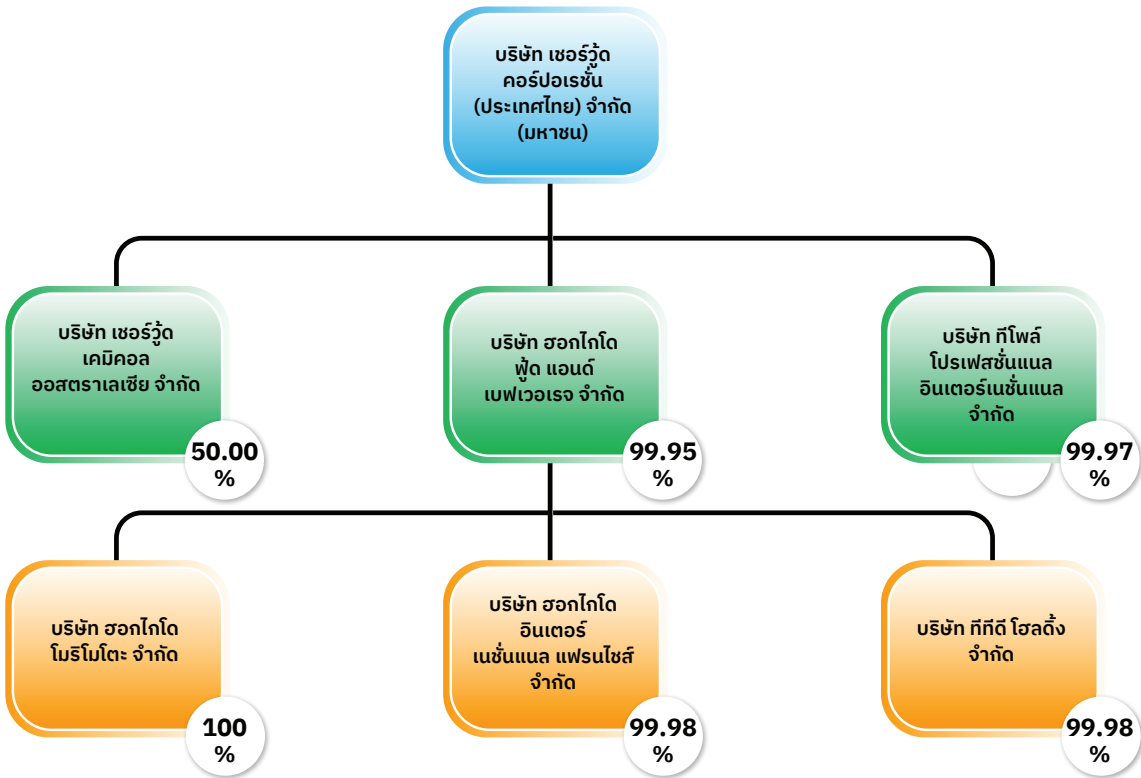 บริษัท เชอร์วู้ด
คอร์ปอเรชั่น
(ประเทศไทย) จำกัด
(มหาชน)
บริษัท เชอร์วู้ด
เคมิคอล
ออสตราเลเซีย จำกัด
50.00
%
บริษัท ฮอกไกโด
ฟู้ด แอนด์
เบฟเวอเรจ จำกัด
99.95
%
บริษัท ทีโพล์
โปรเฟสชั่นแนล
อินเตอร์เนชั่นแนล
จำกัด
99.97
%
บริษัท ฮอกไกโด
โมริโมโตะ จำกัด
100
%
บริษัท ฮอกไกโด
อินเตอร์
เนชั่นแนล แฟรนไชส์
จำกัด
99.98
%
บริษัท ทีทีดี โฮลดิ้ง
จำกัด
99.98
%